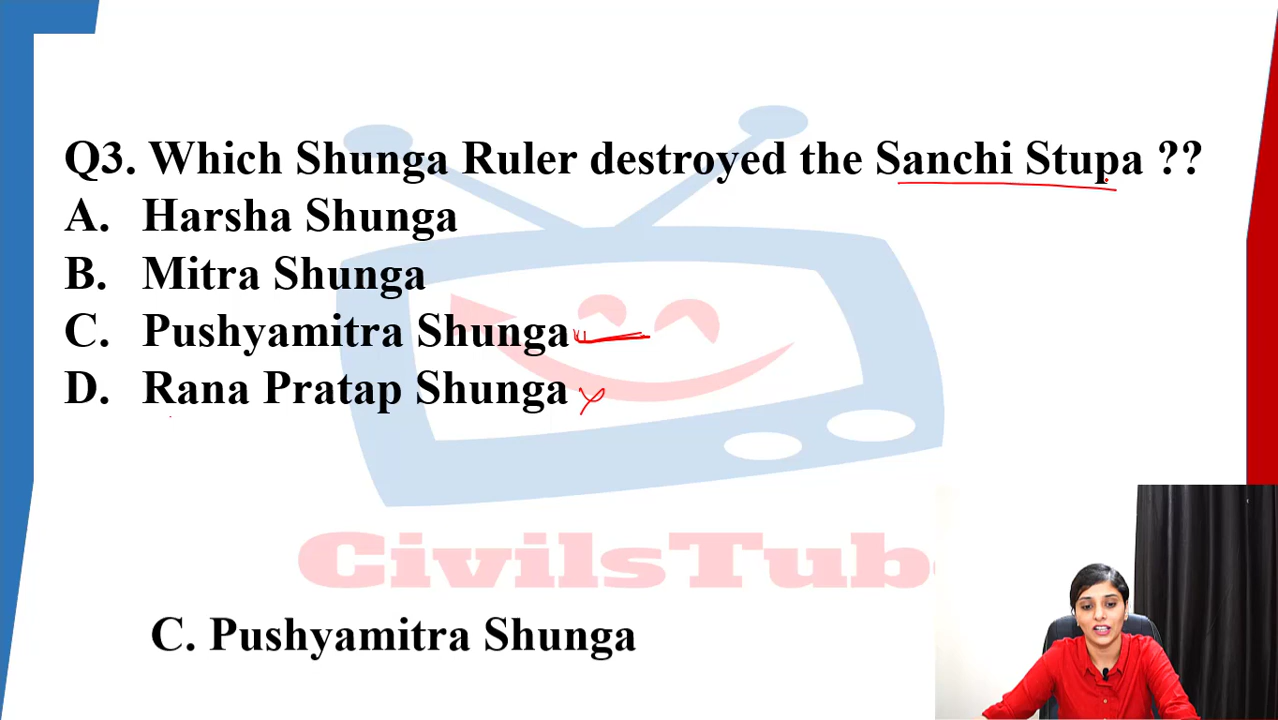 Q3. Which Shunga Ruler destroyed the Sanchi Stupa ??
A. Harsha Shunga
B. Mitra Shunga
C. Pushyamitra Shunga
D. Rana Pratap Shunga
CivilsTub
C. Pushyamitra Shunga